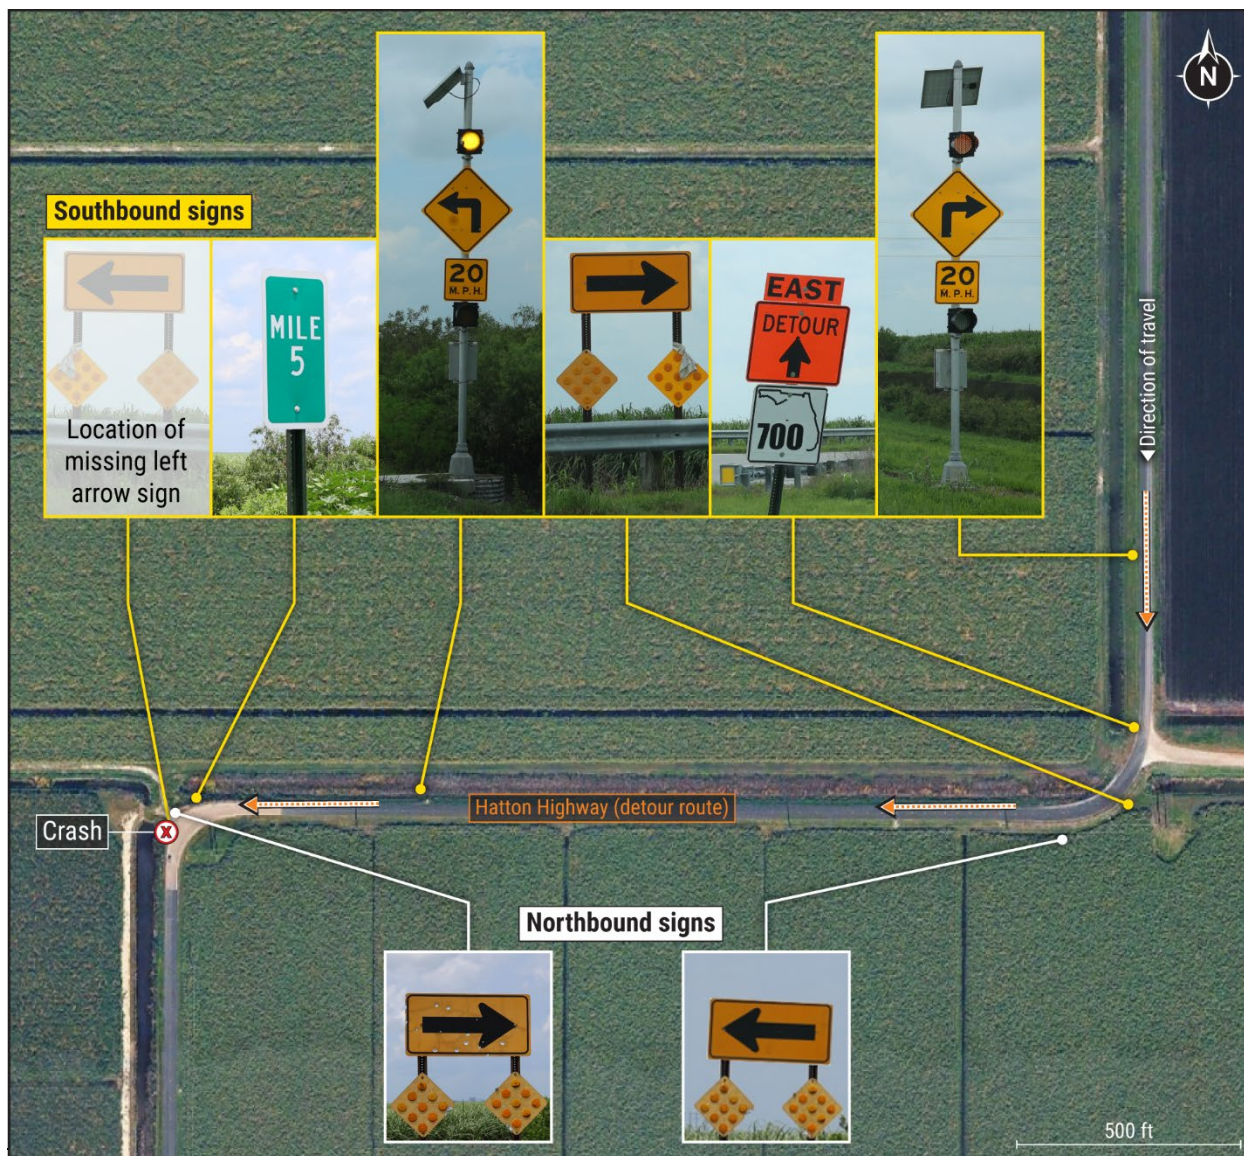 N
Southbound signs
Location of
missing left
arrow sign
MILE
5
20
M.P.H.
EAST
DETOUR
700
20
M.P.H.
Direction of travel
Hatton Highway (detour route)
Crash
X
Northbound signs
500 ft